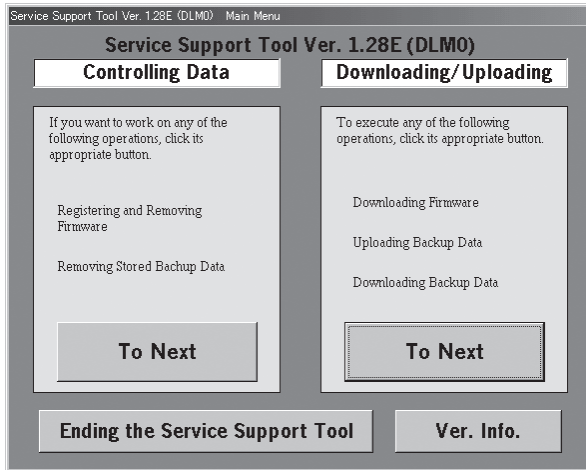 Service Support Tool Ver. 1.28E (DLM0) Main Menu
Service Support Tool Ver. 1.28E (DLM0)
Controlling Data
If you want to work on any of the
following operations, click its
appropriate button.
Registering and Removing
Firmware
Removing Stored Bachup Data
To Next
Downloading/Uploading
To execute any of the following
operations, click its appropriate button.
Downloading Firmware
Uploading Backup Data
Downloading Backup Data
To Next
Ending the Service Support Tool
Ver. Info.